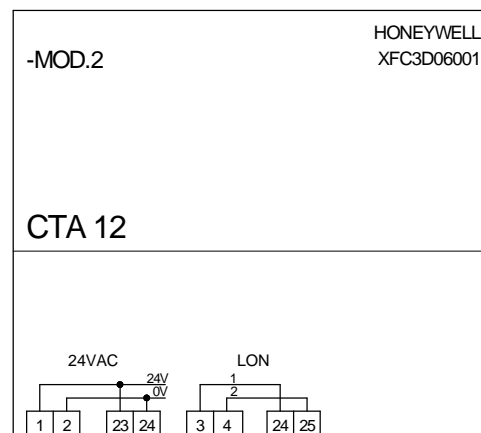 HONEYWELL
-MOD.2 XFC3D06001
CTA 12
24VAC LON
24V 1
0V 2
1 2 23 24 3 4 24 25